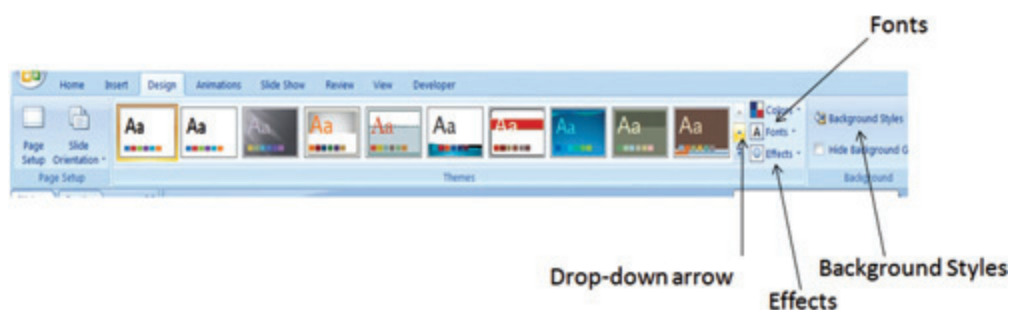 Fonts
Home Insert Design Animations Slide Show Review View Developer
Aa Aa Aa Aa Aa Aa Aa Aa Aa Aa
Colors
Fonts
Effects
Background Styles
Hide Background G
Page Setup
Slide Orientation
Page Setup Themes Background
Drop-down arrow
Background Styles
Effects